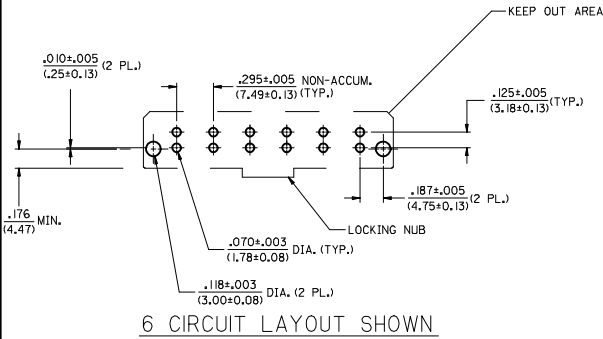 KEEP OUT AREA
.010±.005 (2 PL.)
(.25±0.13)
.295±.005 NON-ACCUM.
(7.49±0.13) (TYP.)
.125±.005 (TYP.)
(3.18±0.13)
.176 MIN.
(4.47)
.187±.005 (2 PL.)
(4.75±0.13)
LOCKING NUB
.070±.003 DIA. (TYP.)
(1.78±0.08)
.118±.003 DIA. (2 PL.)
(3.00±0.08)
6 CIRCUIT LAYOUT SHOWN